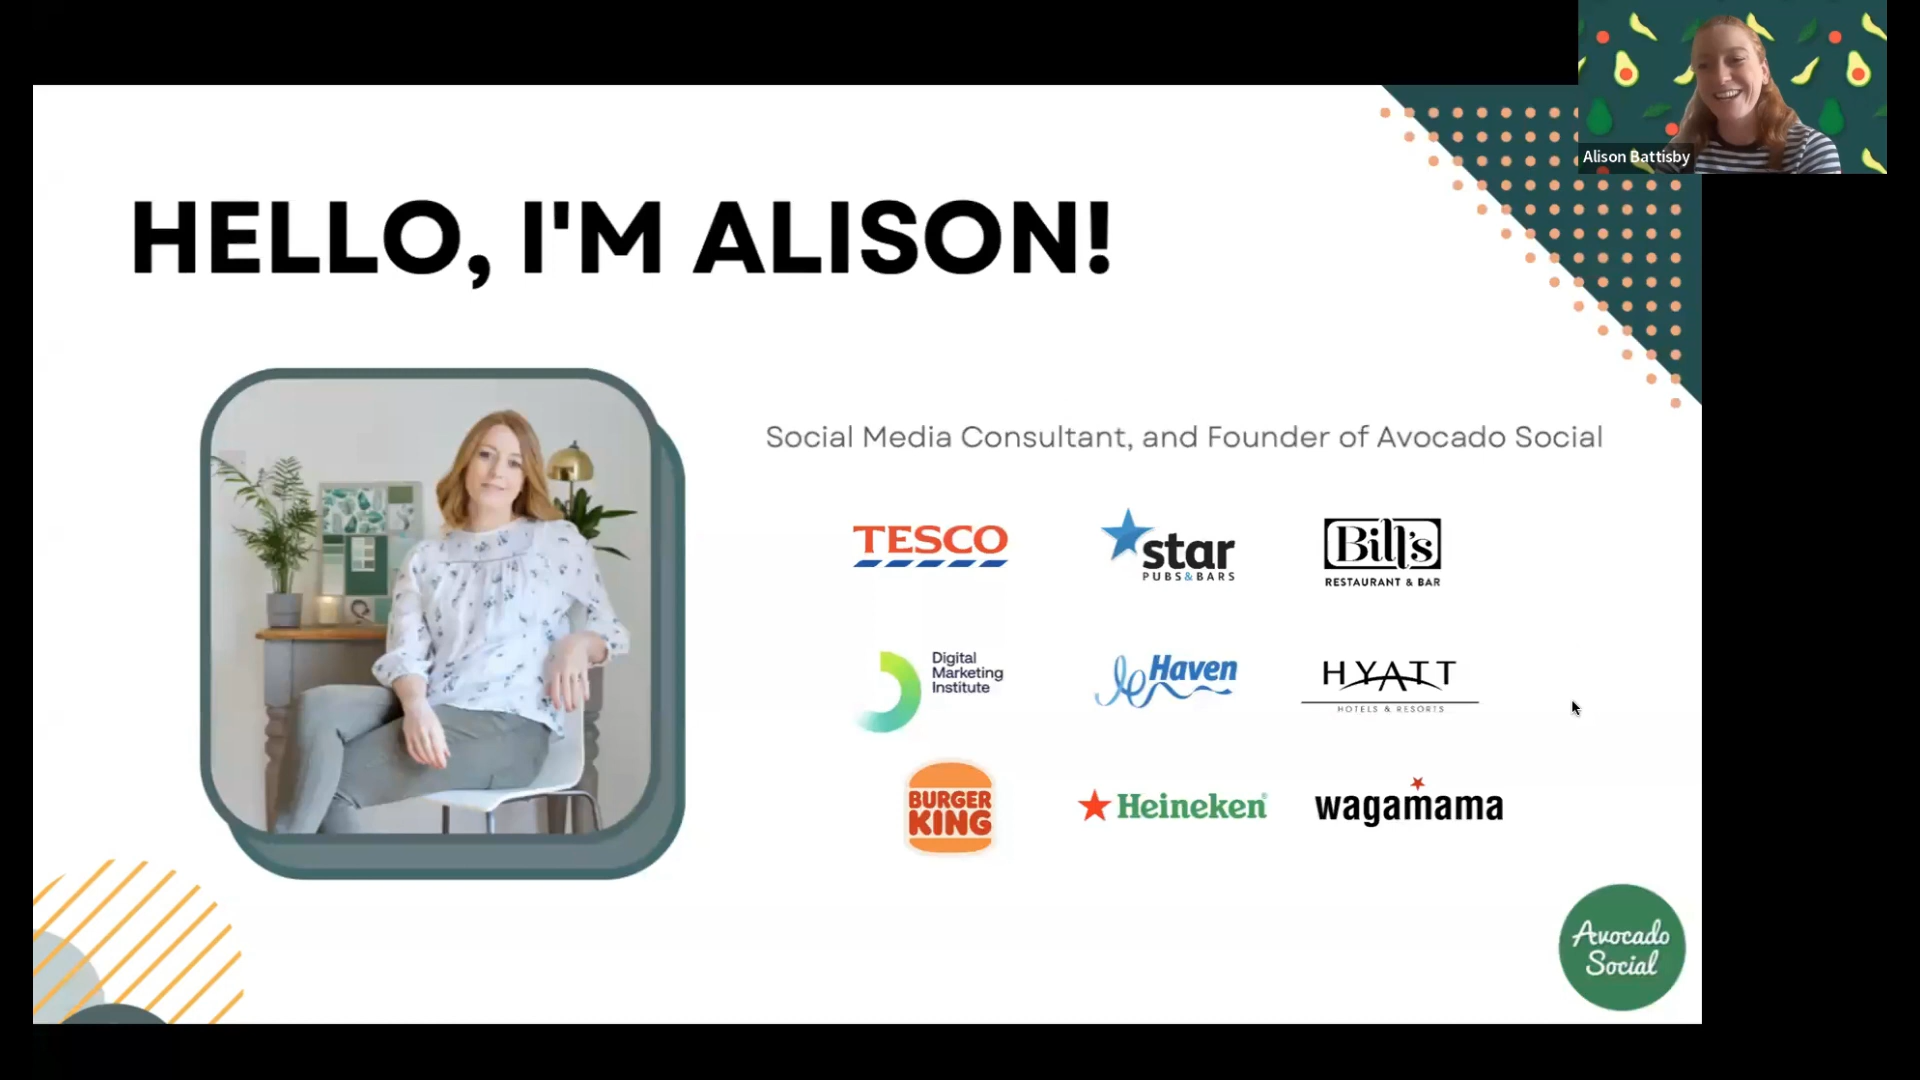 Alison Battisby
HELLO, I'M ALISON!
Social Media Consultant, and Founder of Avocado Social
TESCO
star
PUBS&BARS
Bill's
RESTAURANT & BAR
Digital
Marketing
Institute
Haven
HYATT
HOTELS & RESORTS
BURGER
KING
Heineken
wagamama
Avocado
Social